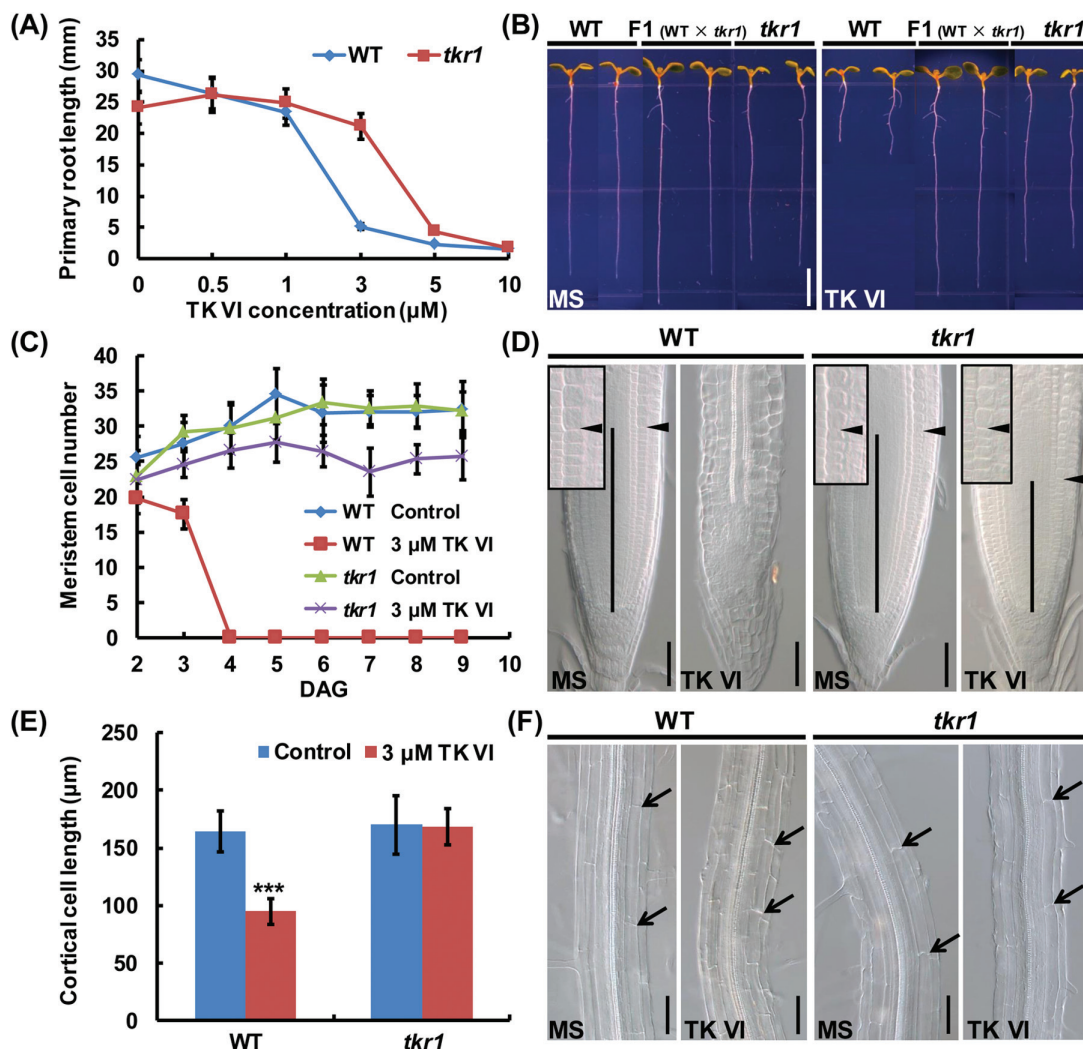 (A)
Primary root length (mm)
35
30
25
20
15
10
5
0
WT tkr1
0 0.5 1 3 5 10
TK VI concentration (µM)
(B)
WT F1 (WT × tkr1) tkr1 WT F1 (WT × tkr1) tkr1
MS TK VI
(C)
Meristem cell number
40
35
30
25
20
15
10
5
0
WT Control
WT 3 µM TK VI
tkr1 Control
tkr1 3 µM TK VI
2 3 4 5 6 7 8 9 10
DAG
(D)
WT tkr1
MS TK VI MS TK VI
(E)
Cortical cell length (µm)
250
200
150
100
50
0
Control 3 µM TK VI
***
WT tkr1
(F)
WT tkr1
MS TK VI MS TK VI